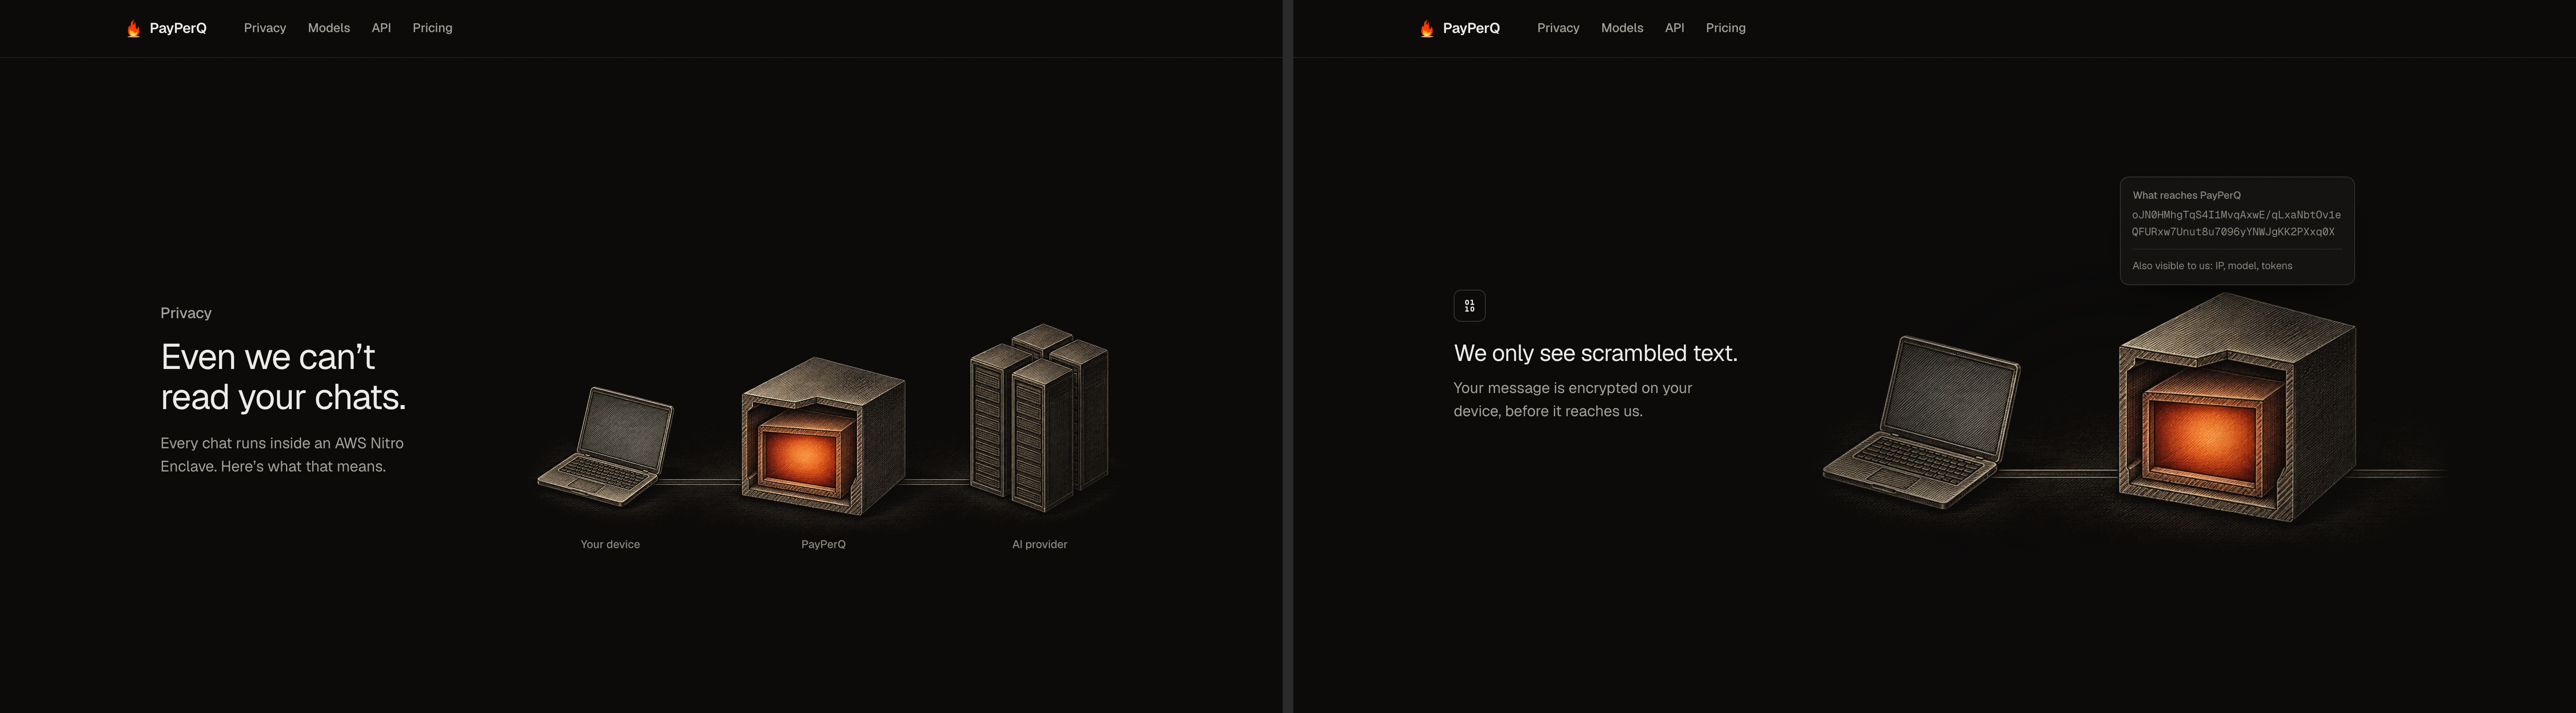 PayPerQ Privacy Models API Pricing
Privacy
Even we can’t
read your chats.
Every chat runs inside an AWS Nitro
Enclave. Here’s what that means.
Your device
PayPerQ
AI provider
PayPerQ Privacy Models API Pricing
01
10
We only see scrambled text.
Your message is encrypted on your
device, before it reaches us.
What reaches PayPerQ
oJN0HMhgTqS4I1MvqAxwE/qLxaNbtOv1e
QFURxw7Unut8u7096yYNWJgKK2PXxq0X
Also visible to us: IP, model, tokens